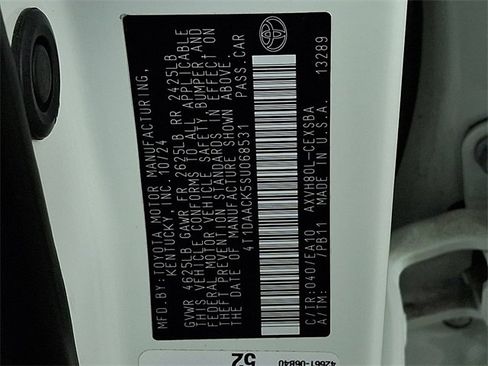 MFD.BY:TOYOTA MOTOR MANUFACTURING,
KENTUCKY, INC. 10/24
GVWR 4625LB GAWR FR 2625LB RR 2425LB
THIS VEHICLE CONFORMS TO ALL APPLICABLE
FEDERAL MOTOR VEHICLE SAFETY, BUMPER AND
THEFT PREVENTION STANDARDS IN EFFECT ON
THE DATE OF MANUFACTURE SHOWN ABOVE.
4T1DAACK5SU068531 PASS.CAR
A/TR:040/EA10 AXVH80L-CEXSBA
A/TM: /PB11 MADE IN U.S.A. 13289
42661-06B40
52